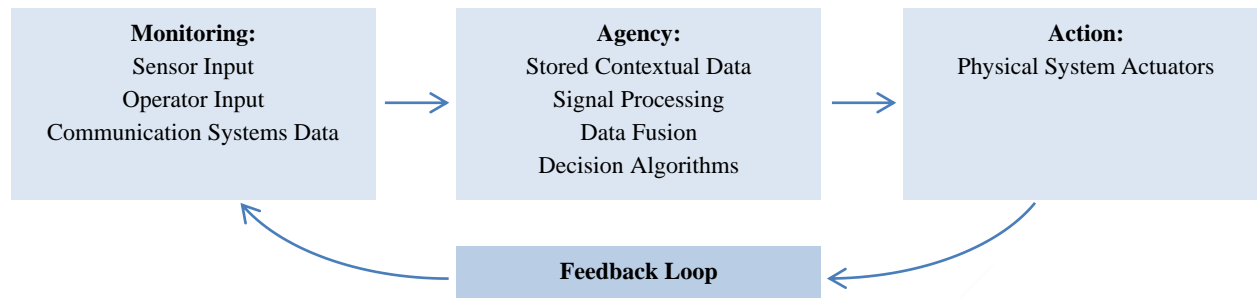 Monitoring:
Sensor Input
Operator Input
Communication Systems Data
Agency:
Stored Contextual Data
Signal Processing
Data Fusion
Decision Algorithms
Action:
Physical System Actuators
Feedback Loop